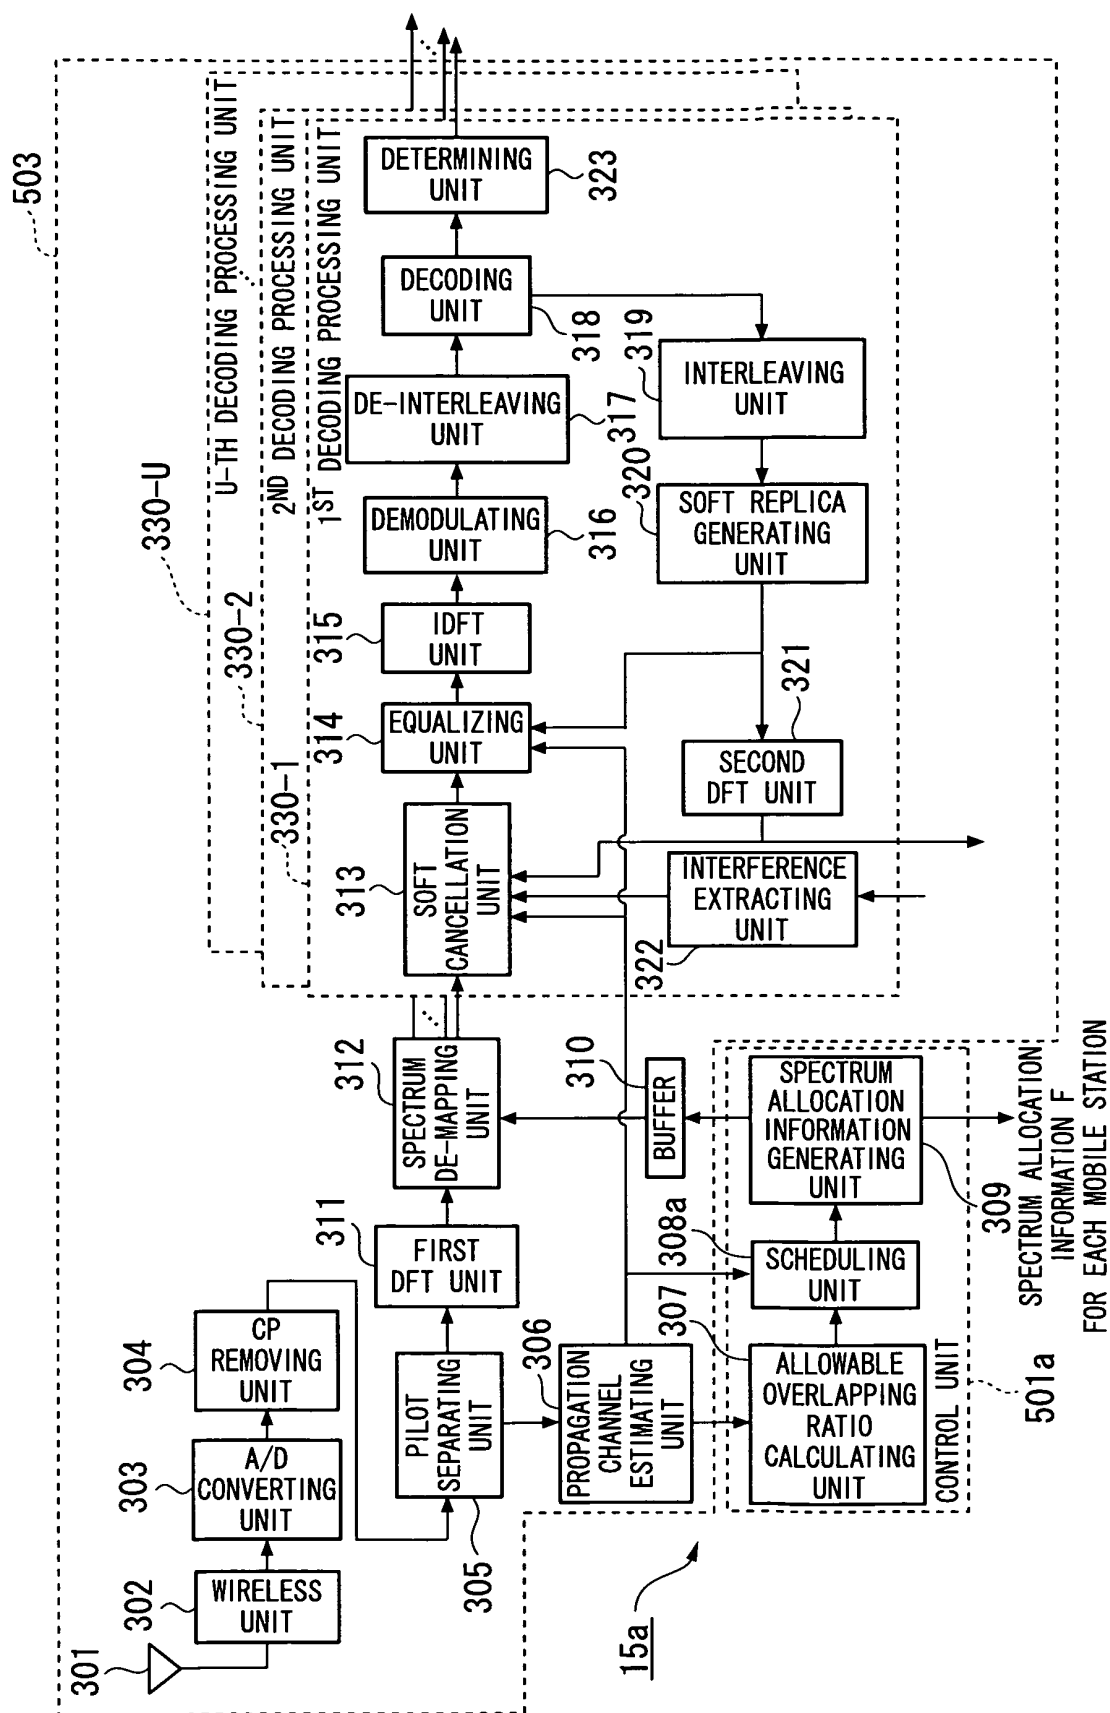 503
U-TH DECODING PROCESSING UNIT
2ND DECODING PROCESSING UNIT
1ST DECODING PROCESSING UNIT
330-U
330-2
330-1
301
302
WIRELESS
UNIT
303
A/D
CONVERTING
UNIT
304
CP
REMOVING
UNIT
305
PILOT
SEPARATING
UNIT
311
FIRST
DFT UNIT
312
SPECTRUM
DE-MAPPING
UNIT
313
SOFT
CANCELLATION
UNIT
314
EQUALIZING
UNIT
315
IDFT
UNIT
316
DEMODULATING
UNIT
317
DE-INTERLEAVING
UNIT
318
DECODING
UNIT
323
DETERMINING
UNIT
319
INTERLEAVING
UNIT
320
SOFT REPLICA
GENERATING
UNIT
321
SECOND
DFT UNIT
322
INTERFERENCE
EXTRACTING
UNIT
306
PROPAGATION
CHANNEL
ESTIMATING
UNIT
310
BUFFER
307
ALLOWABLE
OVERLAPPING
RATIO
CALCULATING
UNIT
308a
SCHEDULING
UNIT
309
SPECTRUM
ALLOCATION
INFORMATION
GENERATING
UNIT
CONTROL UNIT
501a
SPECTRUM ALLOCATION
INFORMATION F
FOR EACH MOBILE STATION
15a